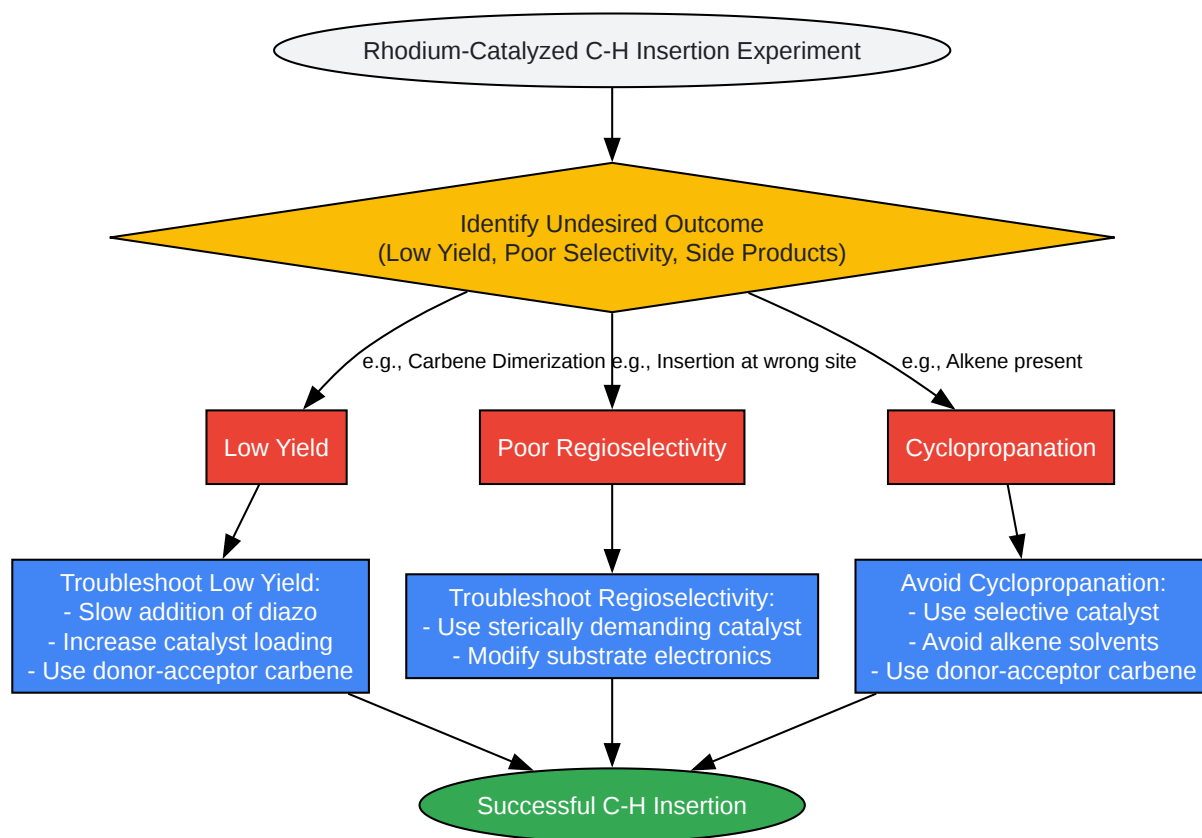 Rhodium-Catalyzed C-H Insertion Experiment
Identify Undesired Outcome
(Low Yield, Poor Selectivity, Side Products)
e.g., Carbene Dimerization
e.g., Insertion at wrong site
e.g., Alkene present
Low Yield
Poor Regioselectivity
Cyclopropanation
Troubleshoot Low Yield:
- Slow addition of diazo
- Increase catalyst loading
- Use donor-acceptor carbene
Troubleshoot Regioselectivity:
- Use sterically demanding catalyst
- Modify substrate electronics
Avoid Cyclopropanation:
- Use selective catalyst
- Avoid alkene solvents
- Use donor-acceptor carbene
Successful C-H Insertion